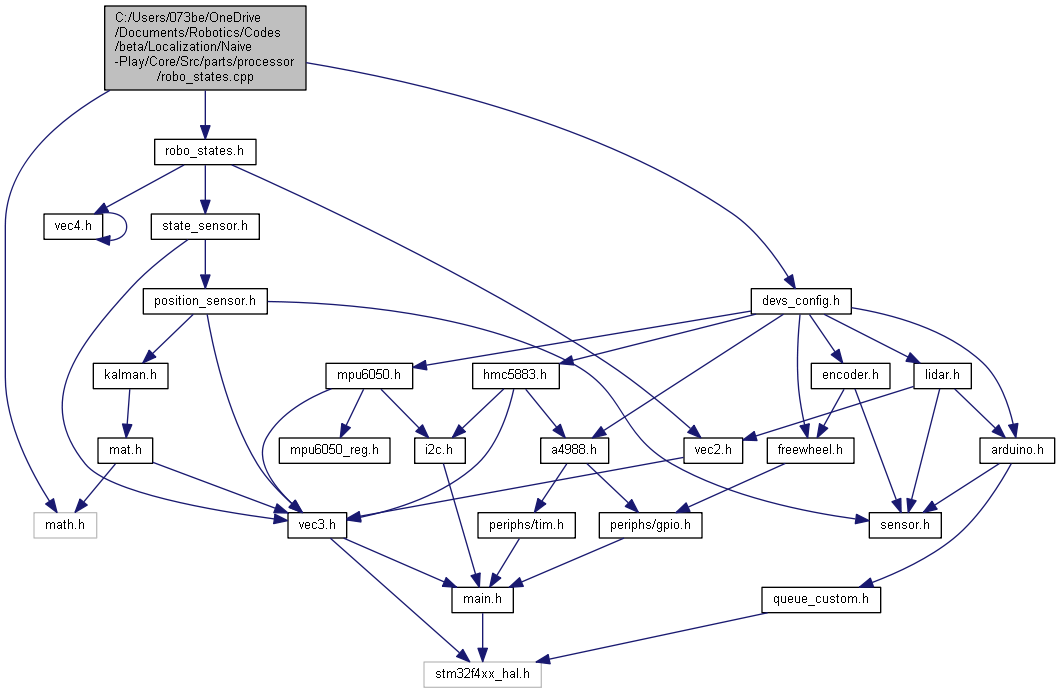 C:/Users/073be/OneDrive
/Documents/Robotics/Codes
/beta/Localization/Naive
-Play/Core/Src/parts/processor
/robo_states.cpp
robo_states.h
vec4.h
state_sensor.h
position_sensor.h
devs_config.h
kalman.h
mpu6050.h
hmc5883.h
encoder.h
lidar.h
mat.h
mpu6050_reg.h
i2c.h
a4988.h
vec2.h
freewheel.h
arduino.h
math.h
vec3.h
periphs/tim.h
periphs/gpio.h
sensor.h
main.h
queue_custom.h
stm32f4xx_hal.h